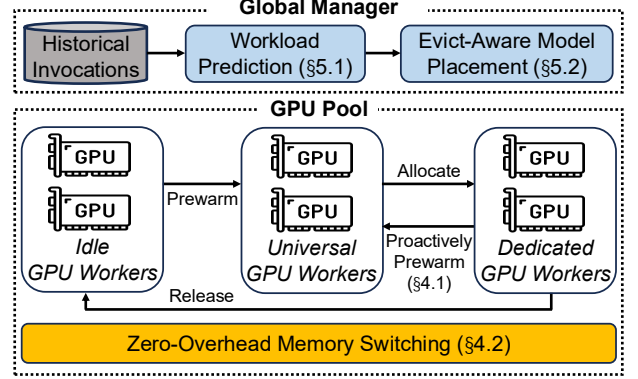 Global Manager
Historical
Invocations
Workload
Prediction (§5.1)
Evict-Aware Model
Placement (§5.2)
GPU Pool
GPU
GPU
Idle
GPU Workers
Prewarm
GPU
GPU
Universal
GPU Workers
Allocate
Proactively
Prewarm
(§4.1)
GPU
GPU
Dedicated
GPU Workers
Release
Zero-Overhead Memory Switching (§4.2)